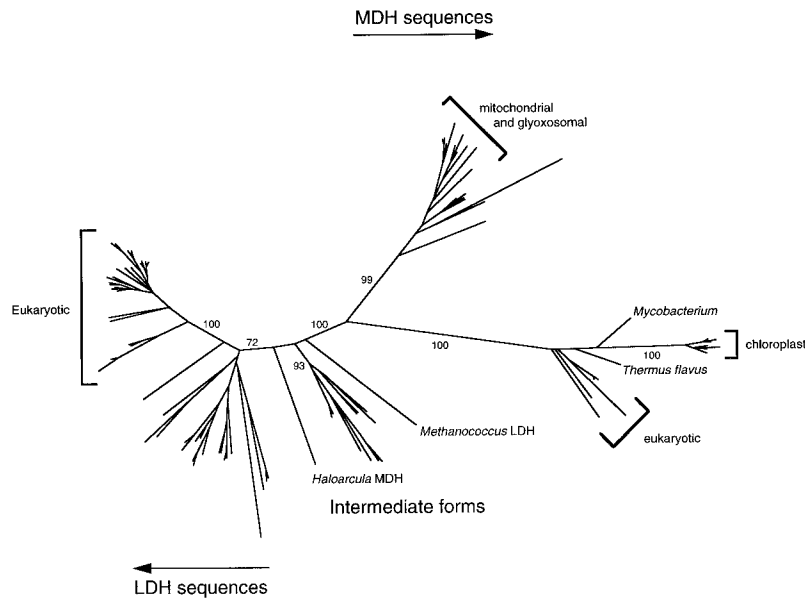 MDH sequences
mitochondrial
and glyoxosomal
99
Eukaryotic
100
72
100
93
100
Mycobacterium
chloroplast
100
Thermus flavus
eukaryotic
Methanococcus LDH
Haloarcula MDH
Intermediate forms
LDH sequences